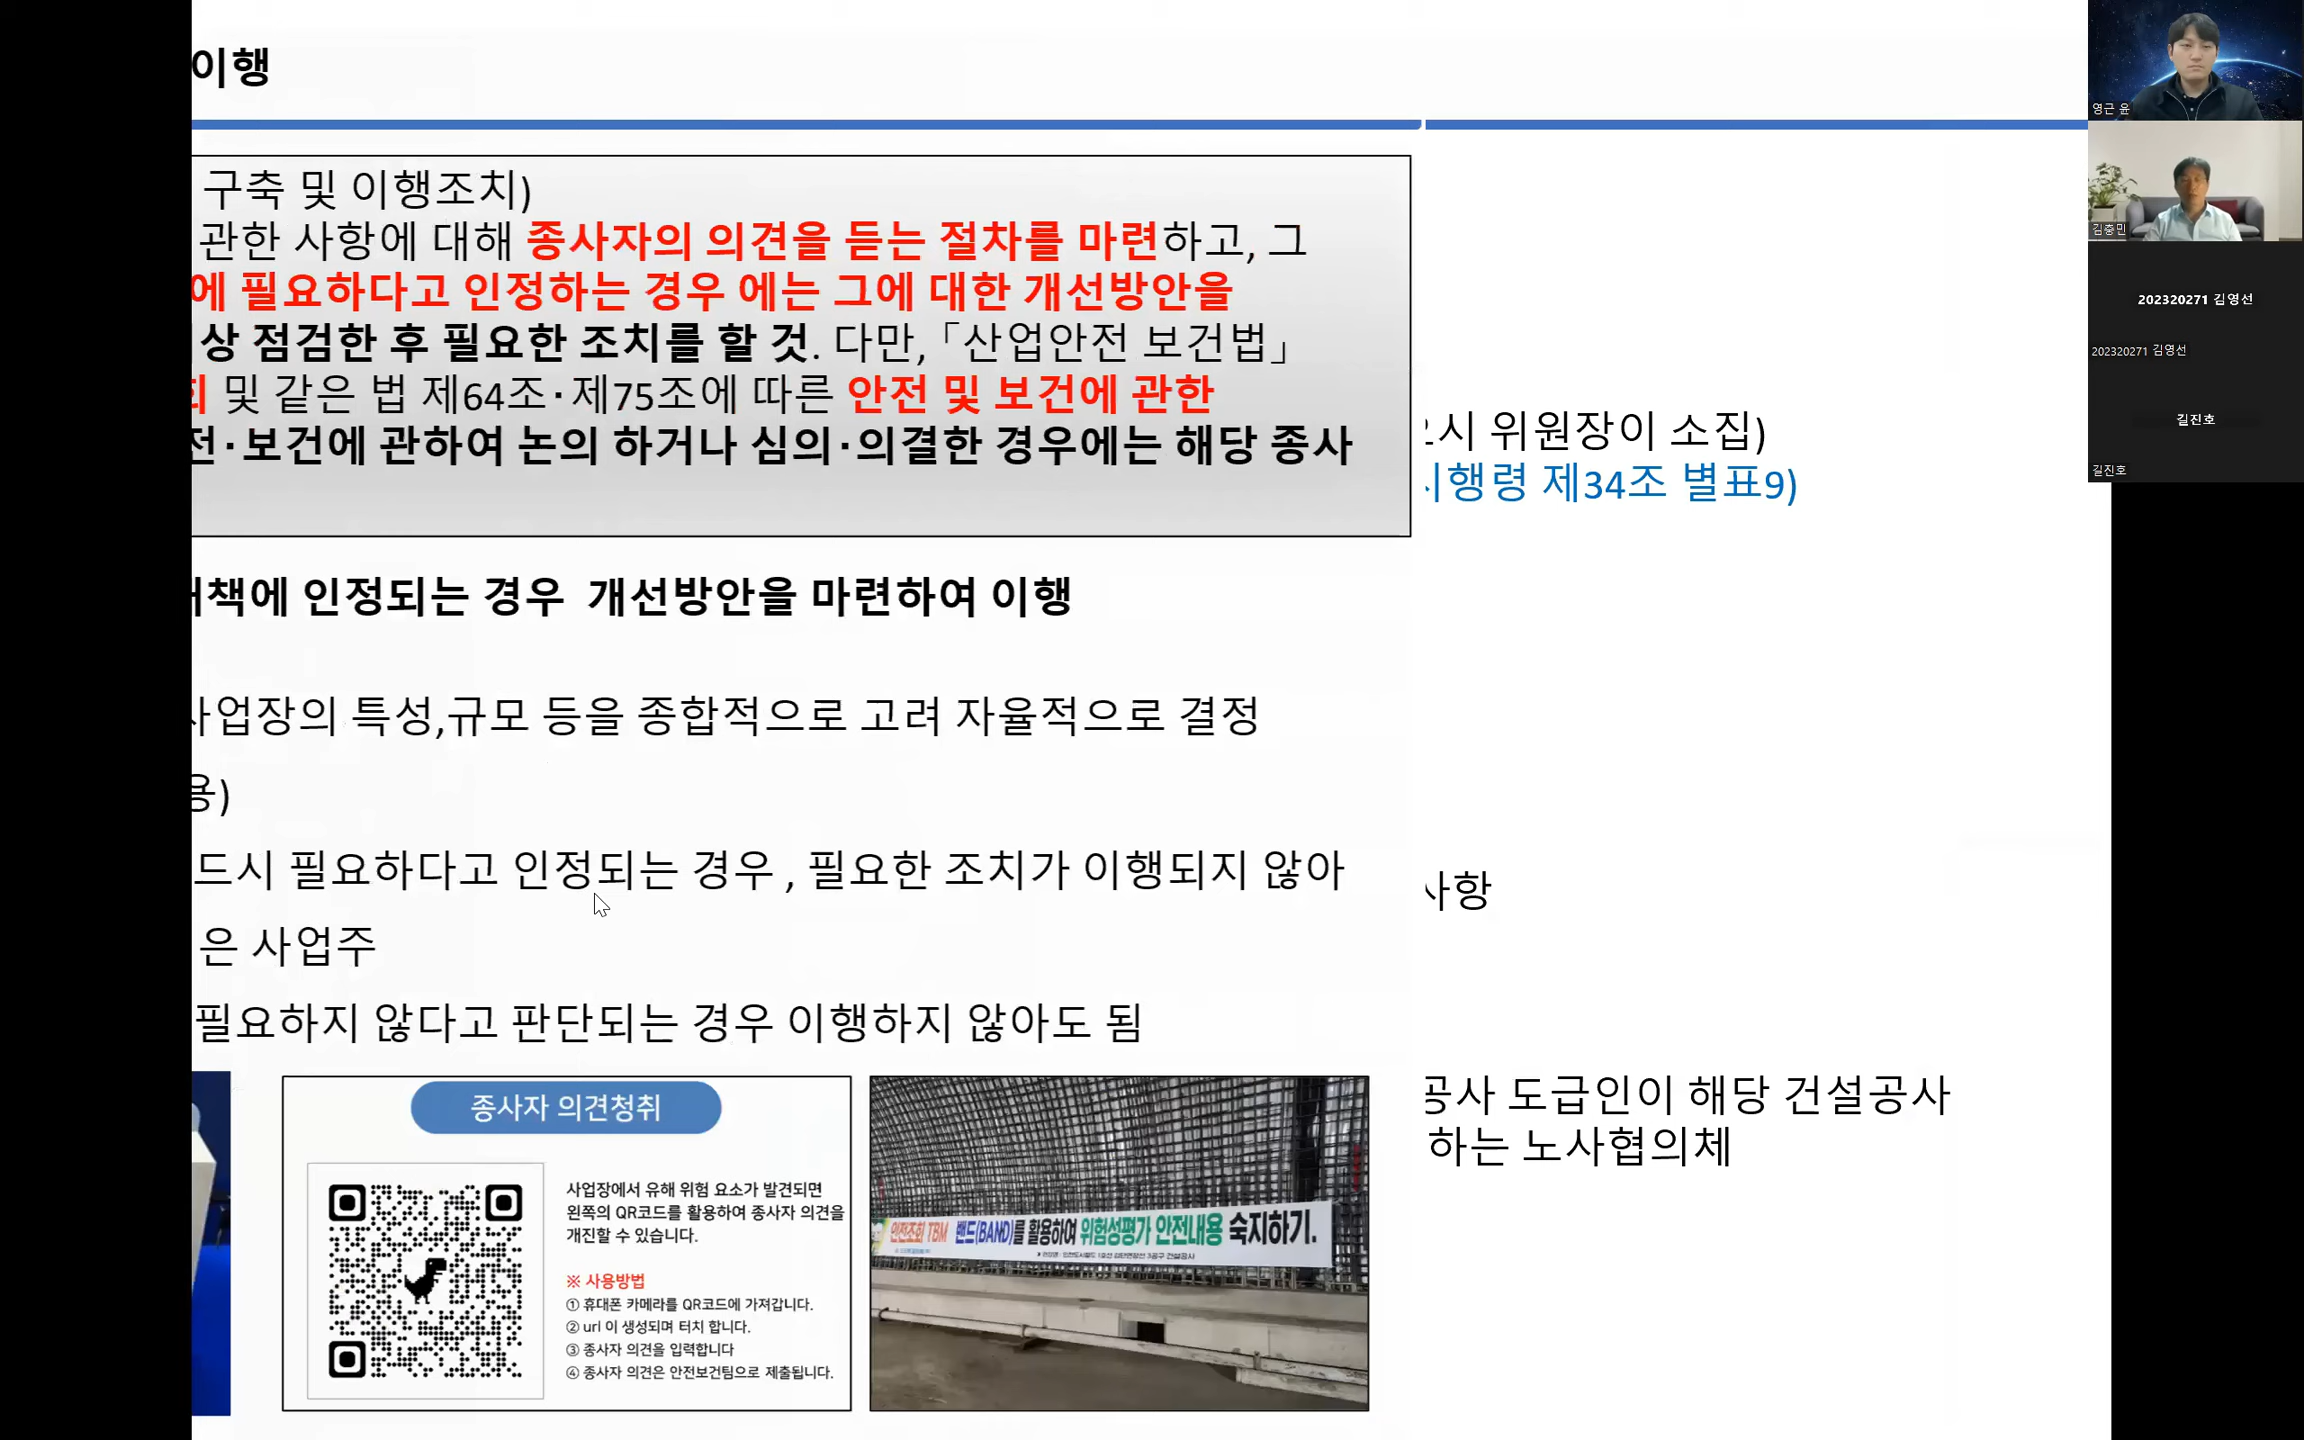 이행
구축 및 이행조치)
관한 사항에 대해 종사자의 의견을 듣는 절차를 마련하고, 그
에 필요하다고 인정하는 경우 에는 그에 대한 개선방안을
상 점검한 후 필요한 조치를 할 것. 다만,「산업안전 보건법」
회 및 같은 법 제64조·제75조에 따른 안전 및 보건에 관한
전·보건에 관하여 논의 하거나 심의·의결한 경우에는 해당 종사
책에 인정되는 경우 개선방안을 마련하여 이행
사업장의 특성,규모 등을 종합적으로 고려 자율적으로 결정
용)
드시 필요하다고 인정되는 경우 , 필요한 조치가 이행되지 않아
은 사업주
필요하지 않다고 판단되는 경우 이행하지 않아도 됨
종사자 의견청취
사업장에서 유해 위험 요소가 발견되면
왼쪽의 QR코드를 활용하여 종사자 의견을
개진할 수 있습니다.
※ 사용방법
① 휴대폰 카메라를 QR코드에 가져갑니다.
② url 이 생성되며 터치 합니다.
③ 종사자 의견을 입력합니다
④ 종사자 의견은 안전보건팀으로 제출됩니다.
안전조회 TBM 밴드(BAND)를 활용하여 위험성평가 안전내용 숙지하기.
시 위원장이 소집)
시행령 제34조 별표9)
사항
공사 도급인이 해당 건설공사
하는 노사협의체
영근 윤
김충민
202320271 김영선
202320271 김영선
길진호
길진호